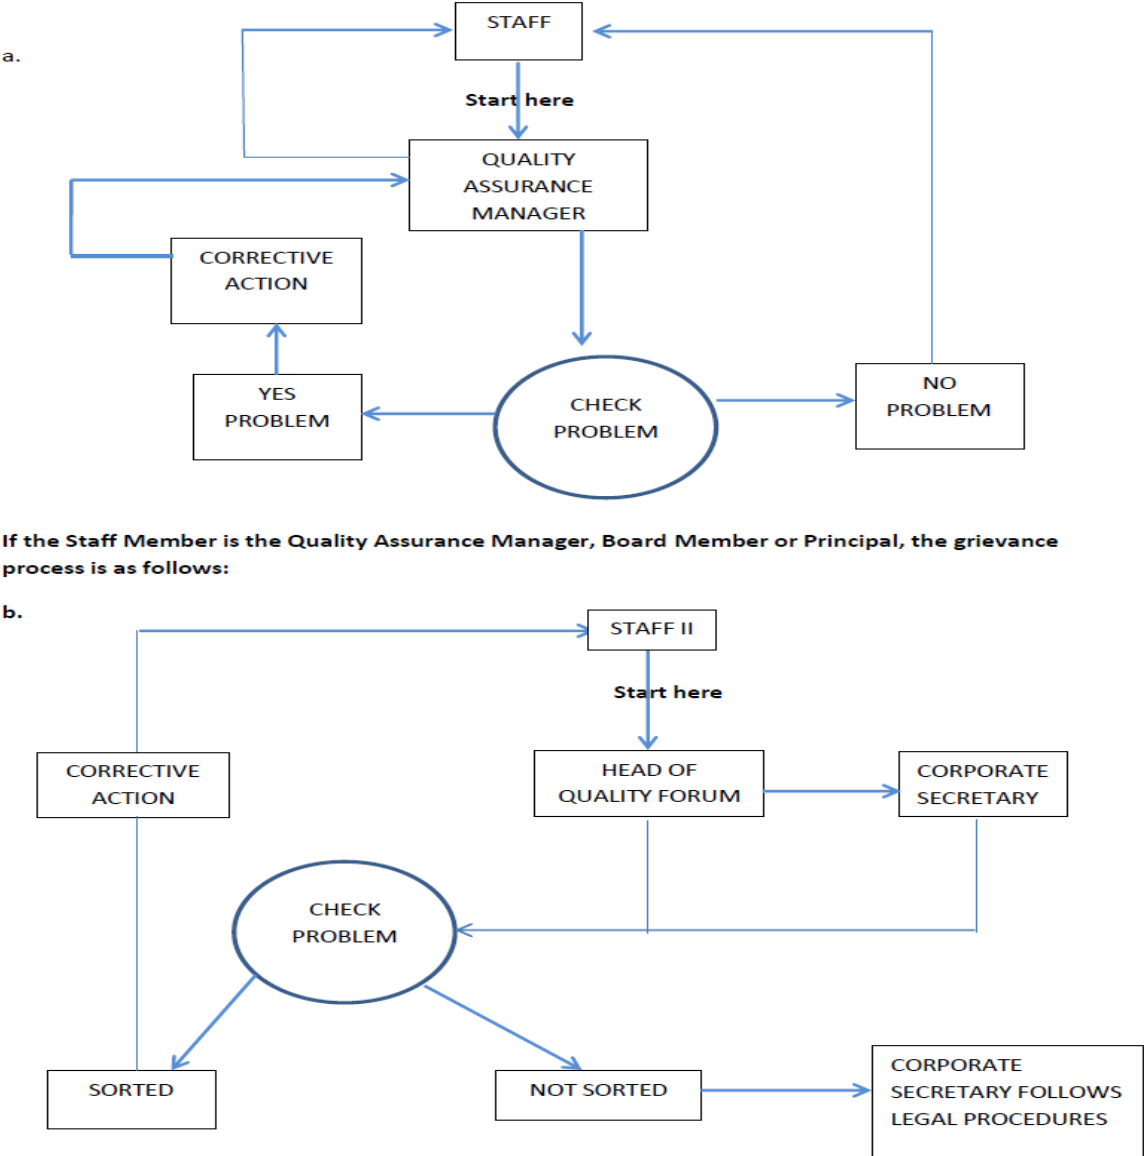 STAFF
a.
Start here
QUALITY
ASSURANCE
MANAGER
CORRECTIVE
ACTION
YES
PROBLEM
CHECK
PROBLEM
NO
PROBLEM
If the Staff Member is the Quality Assurance Manager, Board Member or Principal, the grievance
process is as follows:
b.
STAFF II
Start here
CORRECTIVE
ACTION
HEAD OF
QUALITY FORUM
CORPORATE
SECRETARY
CHECK
PROBLEM
SORTED
NOT SORTED
CORPORATE
SECRETARY FOLLOWS
LEGAL PROCEDURES